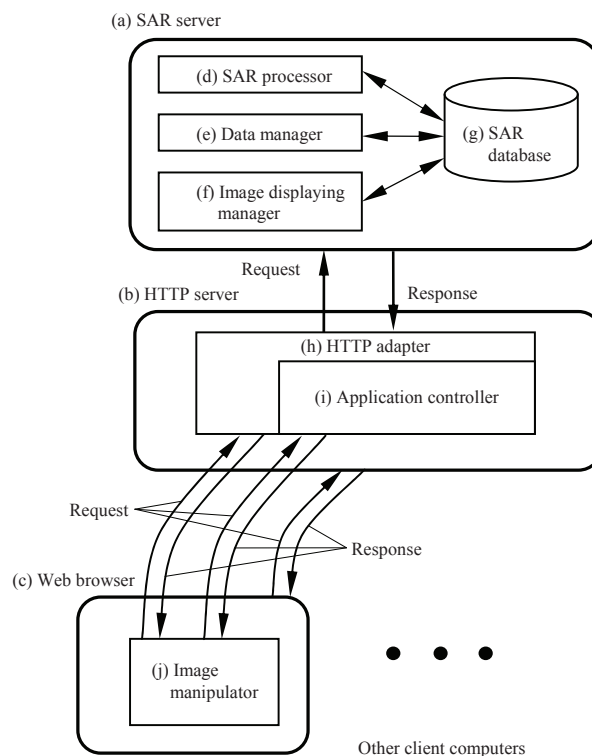 (a) SAR server
(d) SAR processor
(e) Data manager
(f) Image displaying
manager
(g) SAR
database
Request
Response
(b) HTTP server
(h) HTTP adapter
(i) Application controller
Request
Response
(c) Web browser
(j) Image
manipulator
Other client computers